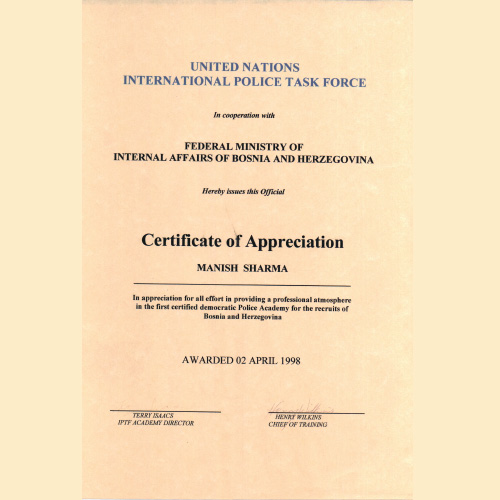 UNITED NATIONS
INTERNATIONAL POLICE TASK FORCE
In cooperation with
FEDERAL MINISTRY OF
INTERNAL AFFAIRS OF BOSNIA AND HERZEGOVINA
Hereby issues this Official
Certificate of Appreciation
MANISH SHARMA
In appreciation for all effort in providing a professional atmosphere
in the first certified democratic Police Academy for the recruits of
Bosnia and Herzegovina
AWARDED 02 APRIL 1998
TERRY ISAACS
IPTF ACADEMY DIRECTOR
HENRY WILKINS
CHIEF OF TRAINING